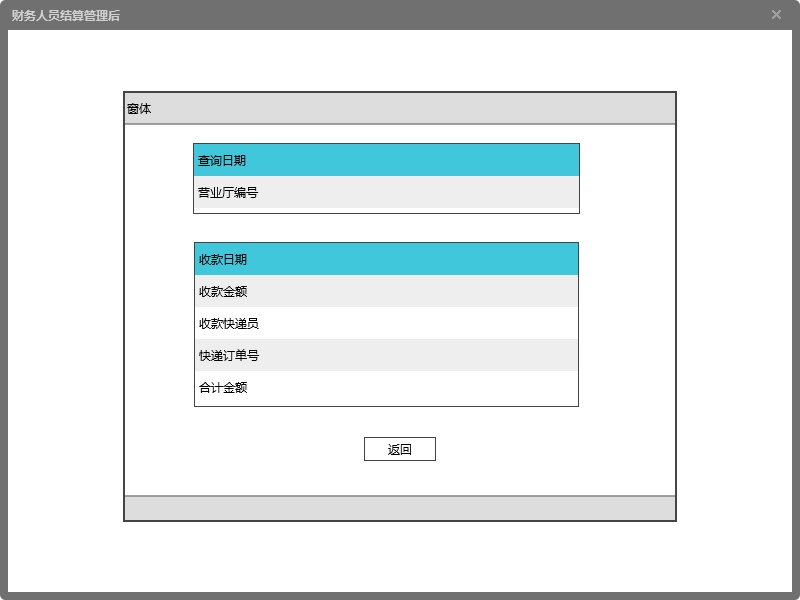 财务人员结算管理后
窗体
查询日期
营业厅编号
收款日期
收款金额
收款快递员
快递订单号
合计金额
返回